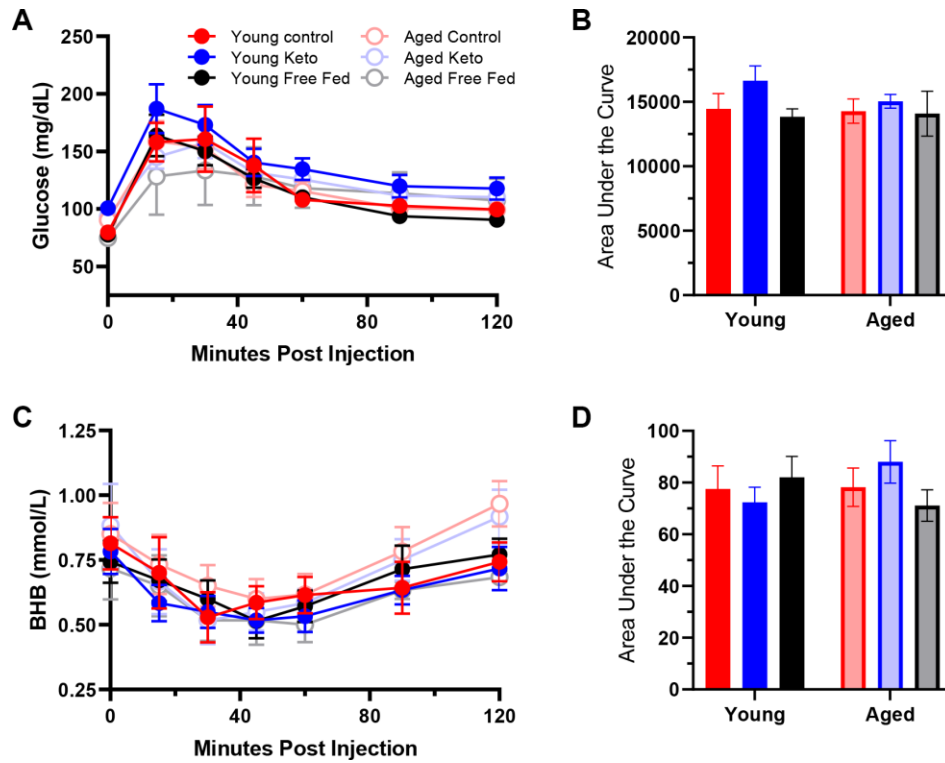 A
Glucose (mg/dL)
250
200
150
100
50
0 40 80 120
Minutes Post Injection
Young control
Young Keto
Young Free Fed
Aged Control
Aged Keto
Aged Free Fed
B
Area Under the Curve
20000
15000
10000
5000
0
Young Aged
C
BHB (mmol/L)
1.25
1.00
0.75
0.50
0.25
0 40 80 120
Minutes Post Injection
D
Area Under the Curve
100
80
60
40
20
0
Young Aged